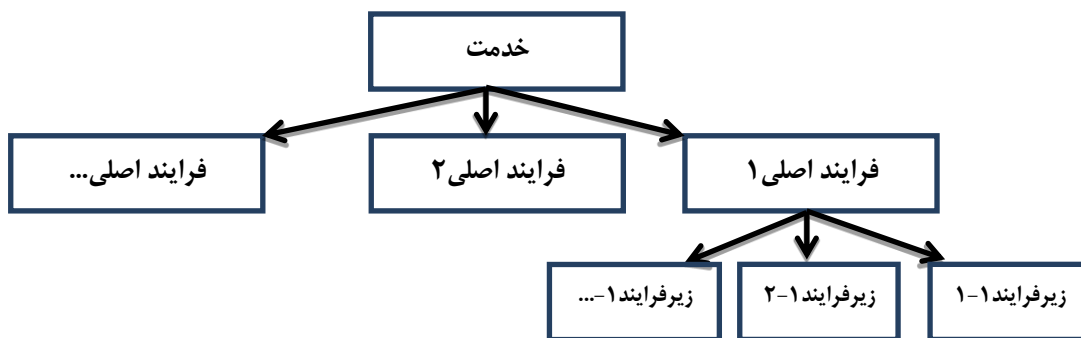 خدمت
فرایند اصلی۱
فرایند اصلی۲
فرایند اصلی...
زیرفرایند۱-۱
زیرفرایند۱-۲
زیرفرایند۱-...